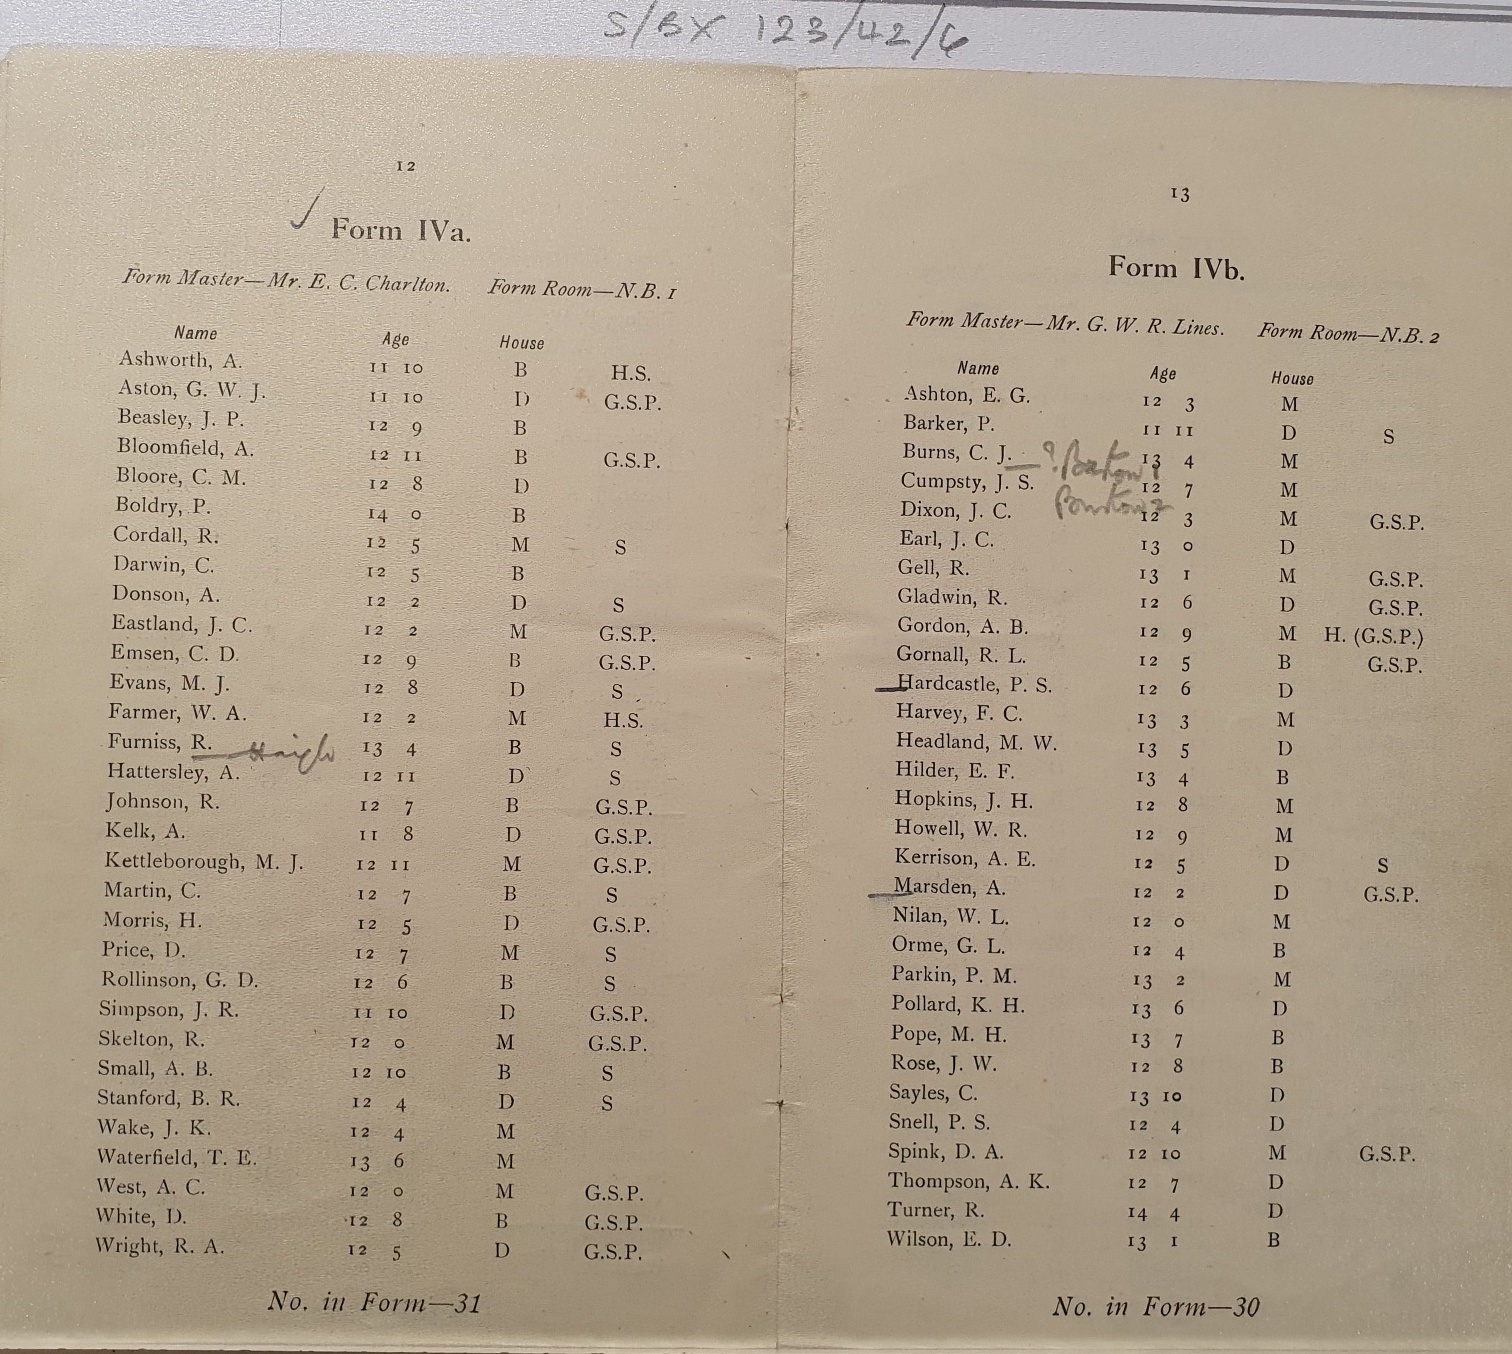 S/BX 123/42/6
12
Form IVa.
Form Master—Mr. E. C. Charlton. Form Room—N.B. 1
Name Age House
Ashworth, A. 11 10 B H.S.
Aston, G. W. J. 11 10 D G.S.P.
Beasley, J. P. 12 9 B
Bloomfield, A. 12 11 B G.S.P.
Bloore, C. M. 12 8 D
Boldry, P. 14 0 B
Cordall, R. 12 5 M S
Darwin, C. 12 5 B
Donson, A. 12 2 D S
Eastland, J. C. 12 2 M G.S.P.
Emsen, C. D. 12 9 B G.S.P.
Evans, M. J. 12 8 D S
Farmer, W. A. 12 2 M H.S.
Furniss, R. Haigh 13 4 B S
Hattersley, A. 12 11 D S
Johnson, R. 12 7 B G.S.P.
Kelk, A. 11 8 D G.S.P.
Kettleborough, M. J. 12 11 M G.S.P.
Martin, C. 12 7 B S
Morris, H. 12 5 D G.S.P.
Price, D. 12 7 M S
Rollinson, G. D. 12 6 B S
Simpson, J. R. 11 10 D G.S.P.
Skelton, R. 12 0 M G.S.P.
Small, A. B. 12 10 B S
Stanford, B. R. 12 4 D S
Wake, J. K. 12 4 M
Waterfield, T. E. 13 6 M
West, A. C. 12 0 M G.S.P.
White, D. 12 8 B G.S.P.
Wright, R. A. 12 5 D G.S.P.
No. in Form—31
13
Form IVb.
Form Master—Mr. G. W. R. Lines. Form Room—N.B. 2
Name Age House
Ashton, E. G. 12 3 M
Barker, P. 11 11 D S
Burns, C. J. 13 4 M
Cumpsty, J. S. 12 7 M
Dixon, J. C. 12 3 M G.S.P.
Earl, J. C. 13 0 D
Gell, R. 13 1 M G.S.P.
Gladwin, R. 12 6 D G.S.P.
Gordon, A. B. 12 9 M H. (G.S.P.)
Gornall, R. L. 12 5 B G.S.P.
Hardcastle, P. S. 12 6 D
Harvey, F. C. 13 3 M
Headland, M. W. 13 5 D
Hilder, E. F. 13 4 B
Hopkins, J. H. 12 8 M
Howell, W. R. 12 9 M
Kerrison, A. E. 12 5 D S
Marsden, A. 12 2 D G.S.P.
Nilan, W. L. 12 0 M
Orme, G. L. 12 4 B
Parkin, P. M. 13 2 M
Pollard, K. H. 13 6 D
Pope, M. H. 13 7 B
Rose, J. W. 12 8 B
Sayles, C. 13 10 D
Snell, P. S. 12 4 D
Spink, D. A. 12 10 M G.S.P.
Thompson, A. K. 12 7 D
Turner, R. 14 4 D
Wilson, E. D. 13 1 B
No. in Form—30